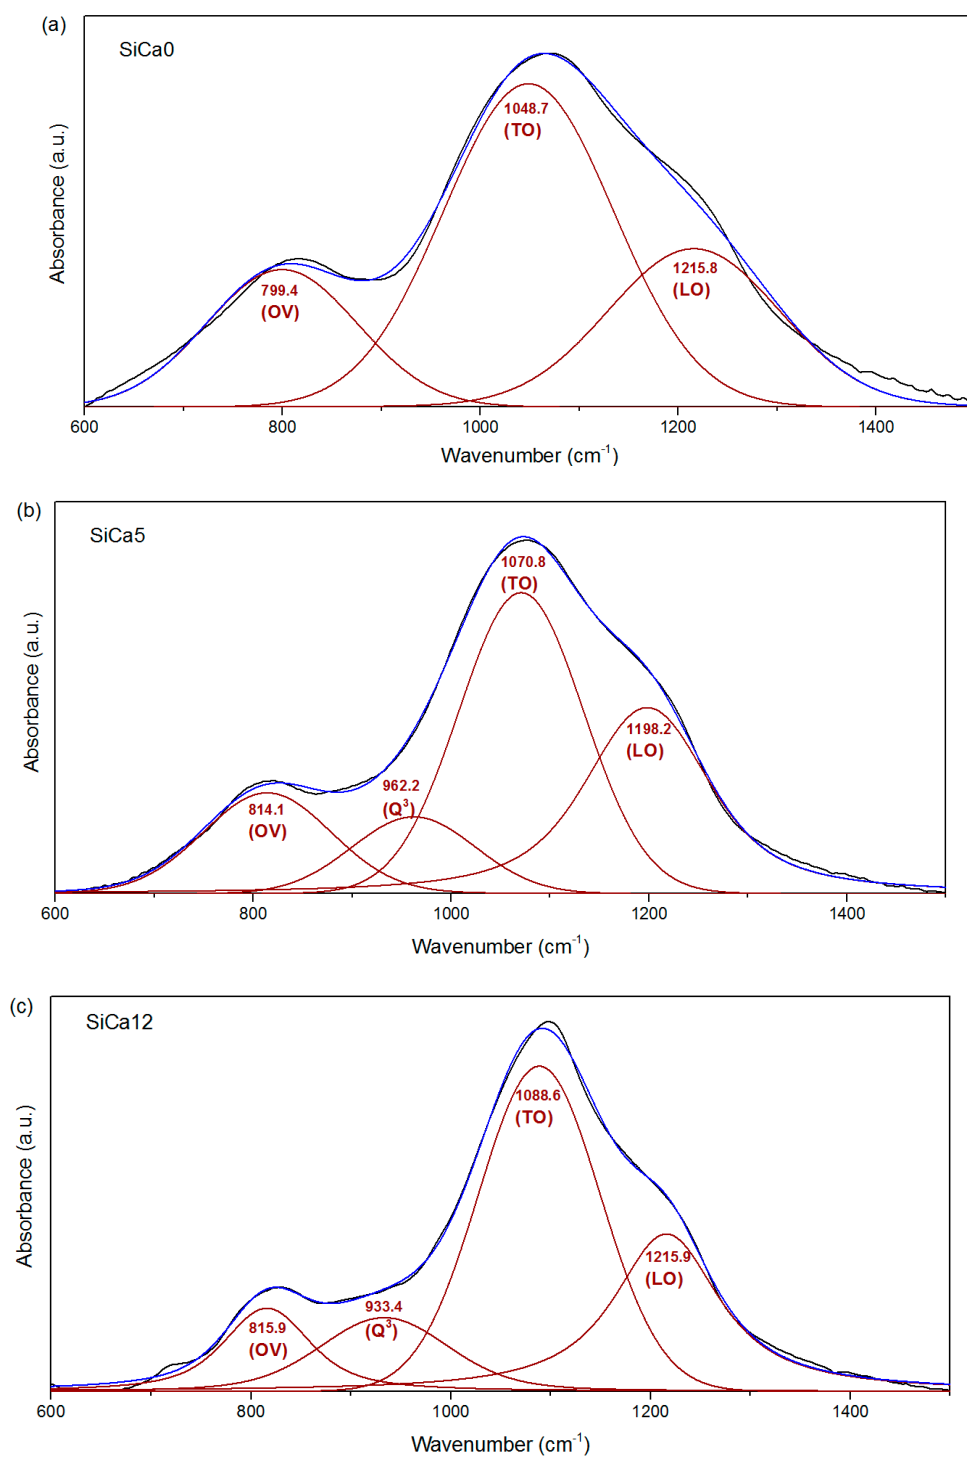 (a)
SiCa0
1048.7
(TO)
1215.8
(LO)
799.4
(OV)
Absorbance (a.u.)
600 800 1000 1200 1400
Wavenumber (cm⁻¹)
(b)
SiCa5
1070.8
(TO)
1198.2
(LO)
962.2
(Q³)
814.1
(OV)
Absorbance (a.u.)
600 800 1000 1200 1400
Wavenumber (cm⁻¹)
(c)
SiCa12
1088.6
(TO)
1215.9
(LO)
933.4
(Q³)
815.9
(OV)
Absorbance (a.u.)
600 800 1000 1200 1400
Wavenumber (cm⁻¹)